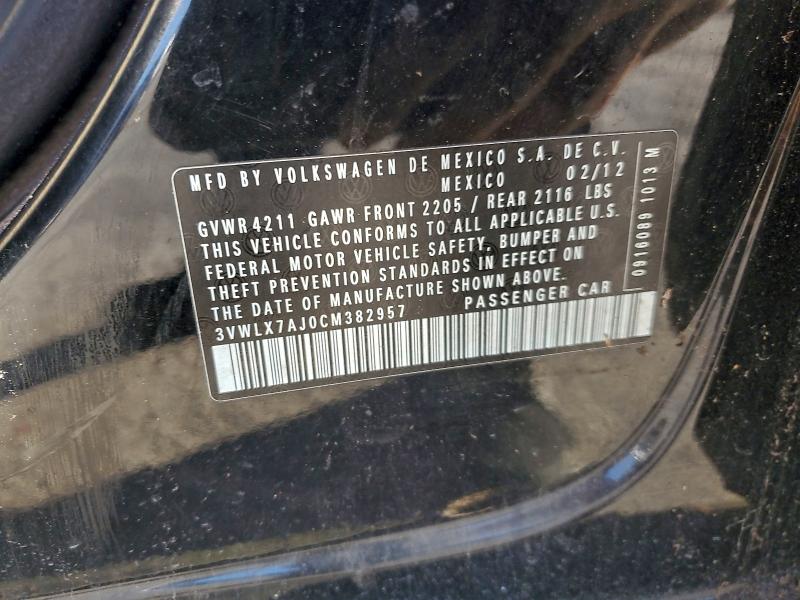 MFD BY VOLKSWAGEN DE MEXICO S.A. DE C.V.
MEXICO 02/12
GVWR 4211 GAWR FRONT 2205 / REAR 2116 LBS
THIS VEHICLE CONFORMS TO ALL APPLICABLE U.S.
FEDERAL MOTOR VEHICLE SAFETY, BUMPER AND
THEFT PREVENTION STANDARDS IN EFFECT ON
THE DATE OF MANUFACTURE SHOWN ABOVE.
3VWLX7AJ0CM382957 PASSENGER CAR
0916089 1013 M